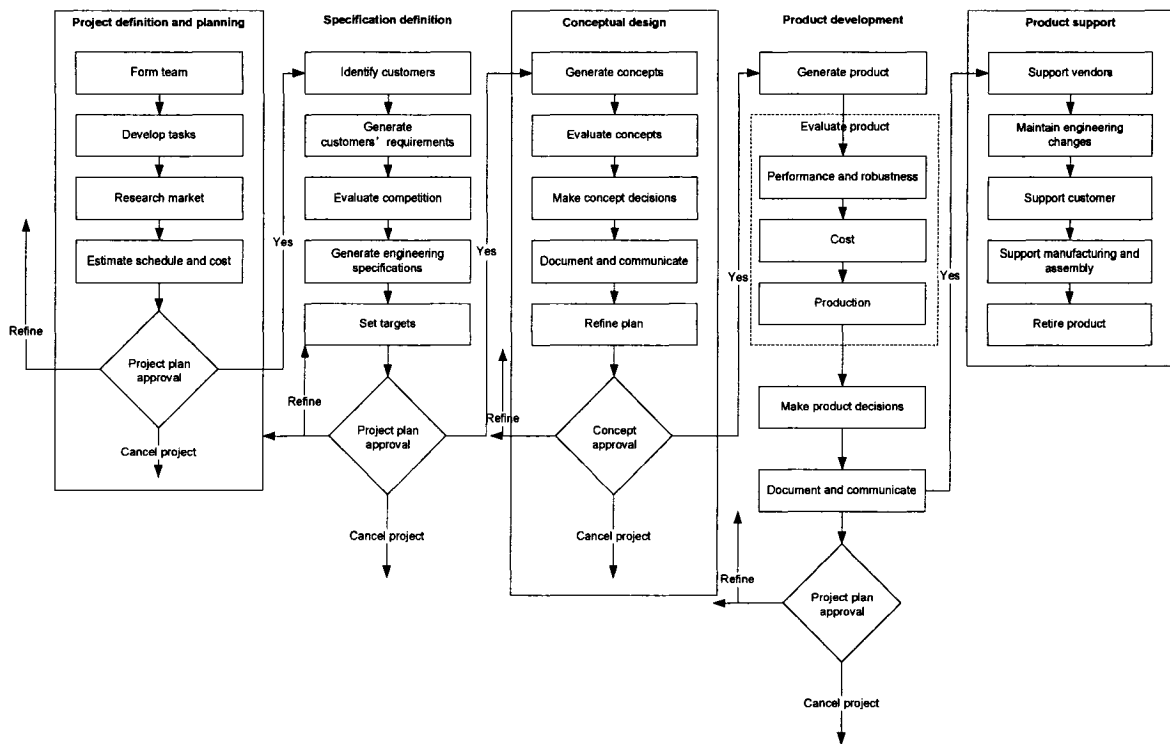 Project definition and planning
Form team
Develop tasks
Research market
Estimate schedule and cost
Refine
Project plan
approval
Cancel project
Yes
Specification definition
Identify customers
Generate
customers' requirements
Evaluate competition
Generate engineering
specifications
Set targets
Refine
Project plan
approval
Cancel project
Yes
Conceptual design
Generate concepts
Evaluate concepts
Make concept decisions
Document and communicate
Refine plan
Refine
Concept
approval
Cancel project
Yes
Product development
Generate product
Evaluate product
Performance and robustness
Cost
Production
Make product decisions
Document and communicate
Refine
Project plan
approval
Cancel project
Yes
Product support
Support vendors
Maintain engineering
changes
Support customer
Support manufacturing and
assembly
Retire product